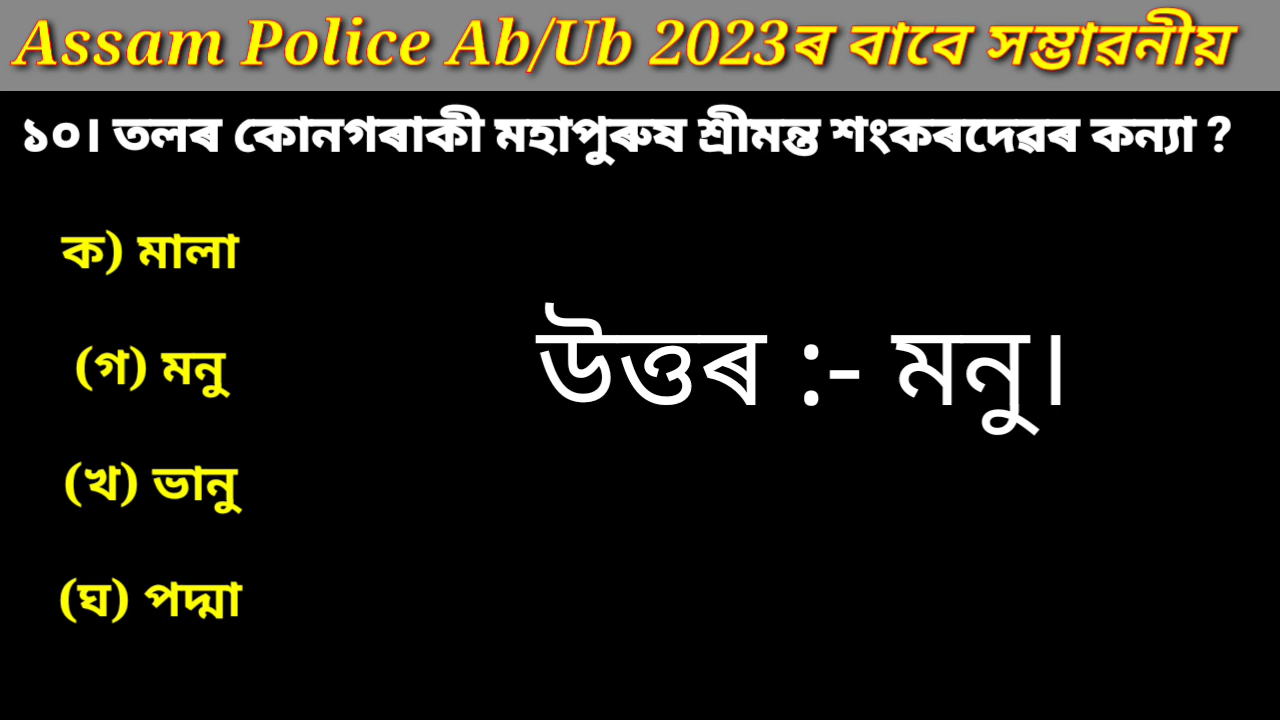 Assam Police Ab/Ub 2023ৰ বাবে সম্ভাৱনীয়
১০। তলৰ কোনগৰাকী মহাপুৰুষ শ্ৰীমন্ত শংকৰদেৱৰ কন্যা ?
ক) মালা
(গ) মনু
উত্তৰ :- মনু।
(খ) ভানু
(ঘ) পদ্মা